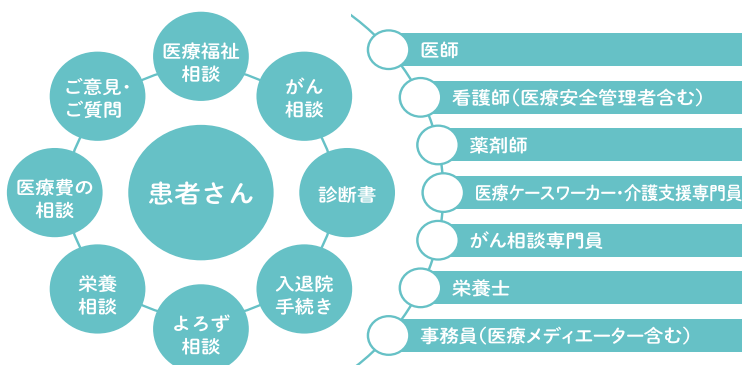 医療福祉
相談
がん
相談
診断書
入退院
手続き
よろず
相談
栄養
相談
医療費の
相談
ご意見・
ご質問
患者さん
医師
看護師（医療安全管理者含む）
薬剤師
医療ケースワーカー・介護支援専門員
がん相談専門員
栄養士
事務員（医療メディエーター含む）